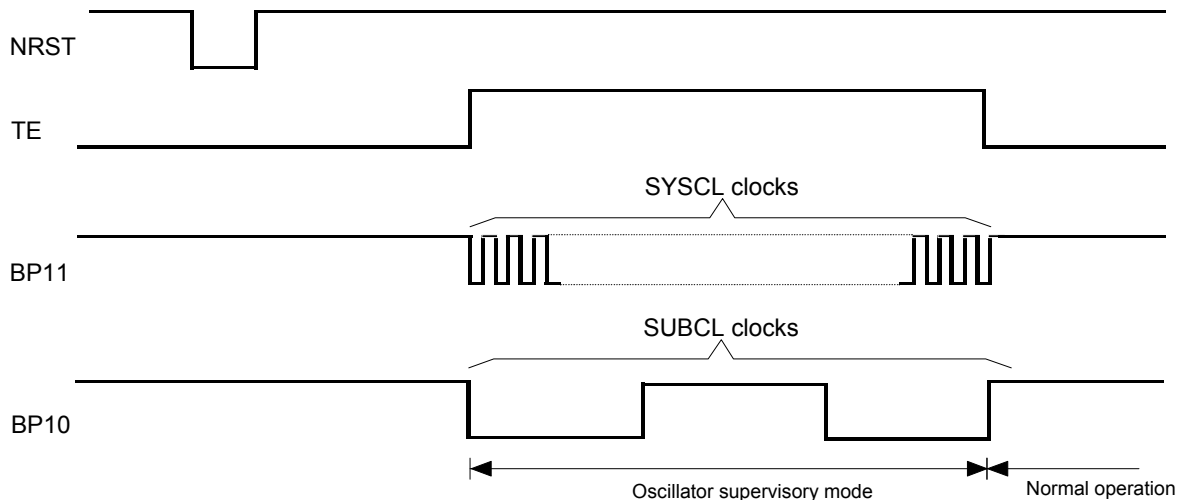 NRST
TE
SYSCL clocks
BP11
SUBCL clocks
BP10
Oscillator supervisory mode
Normal operation